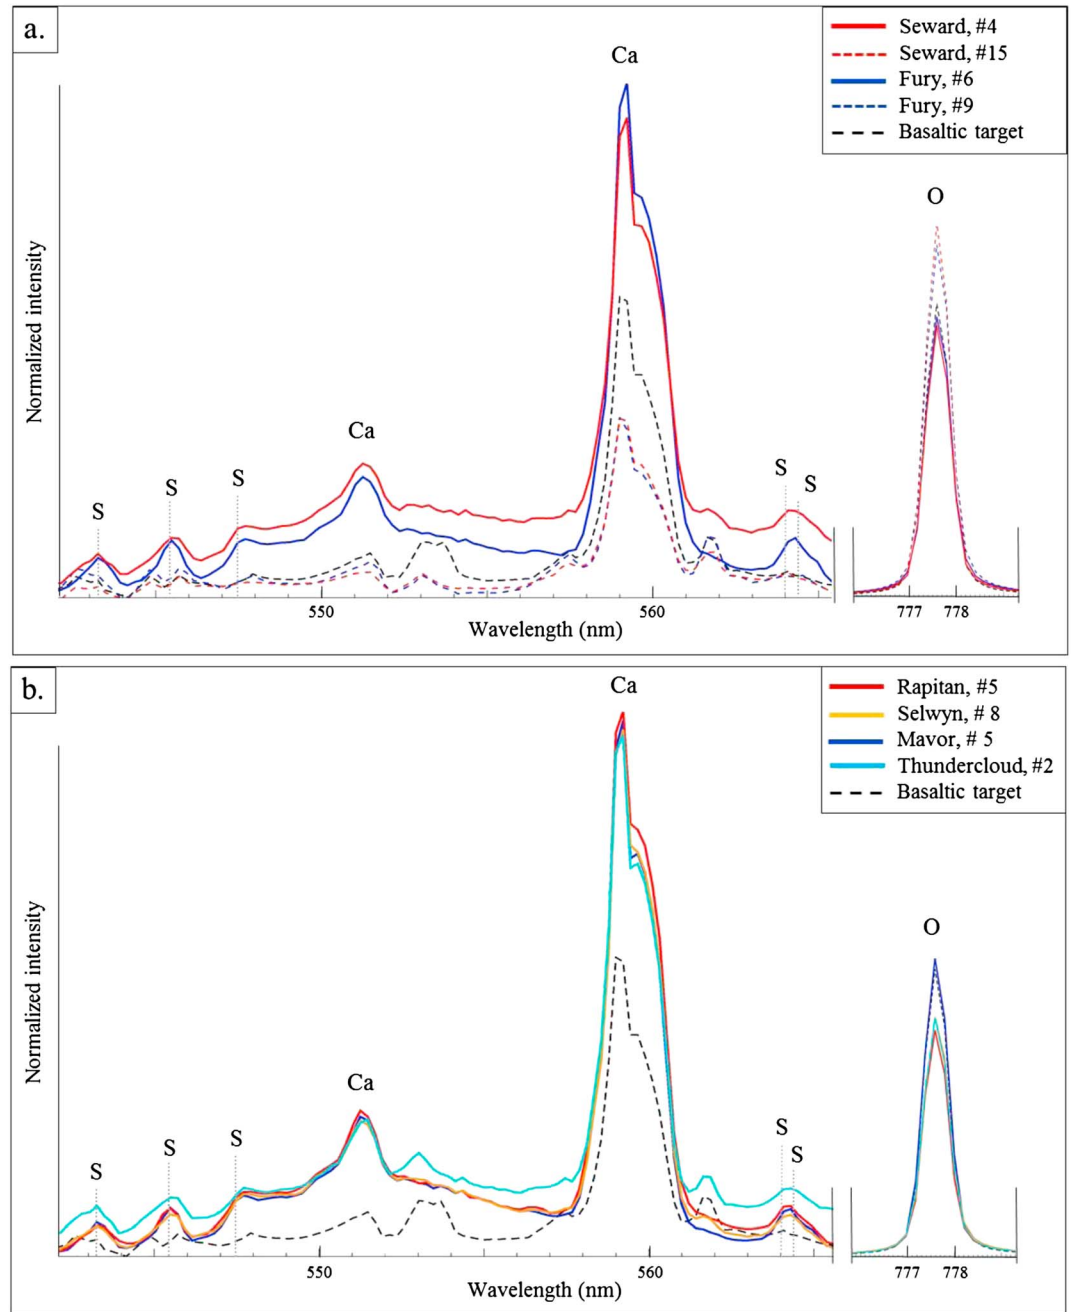 a.
Seward, #4
Seward, #15
Fury, #6
Fury, #9
Basaltic target
Ca
O
Ca
S
S
S
S
S
Normalized intensity
550
560
777
778
Wavelength (nm)
b.
Rapitan, #5
Selwyn, # 8
Mavor, # 5
Thundercloud, #2
Basaltic target
Ca
O
Ca
S
S
S
S
S
Normalized intensity
550
560
777
778
Wavelength (nm)